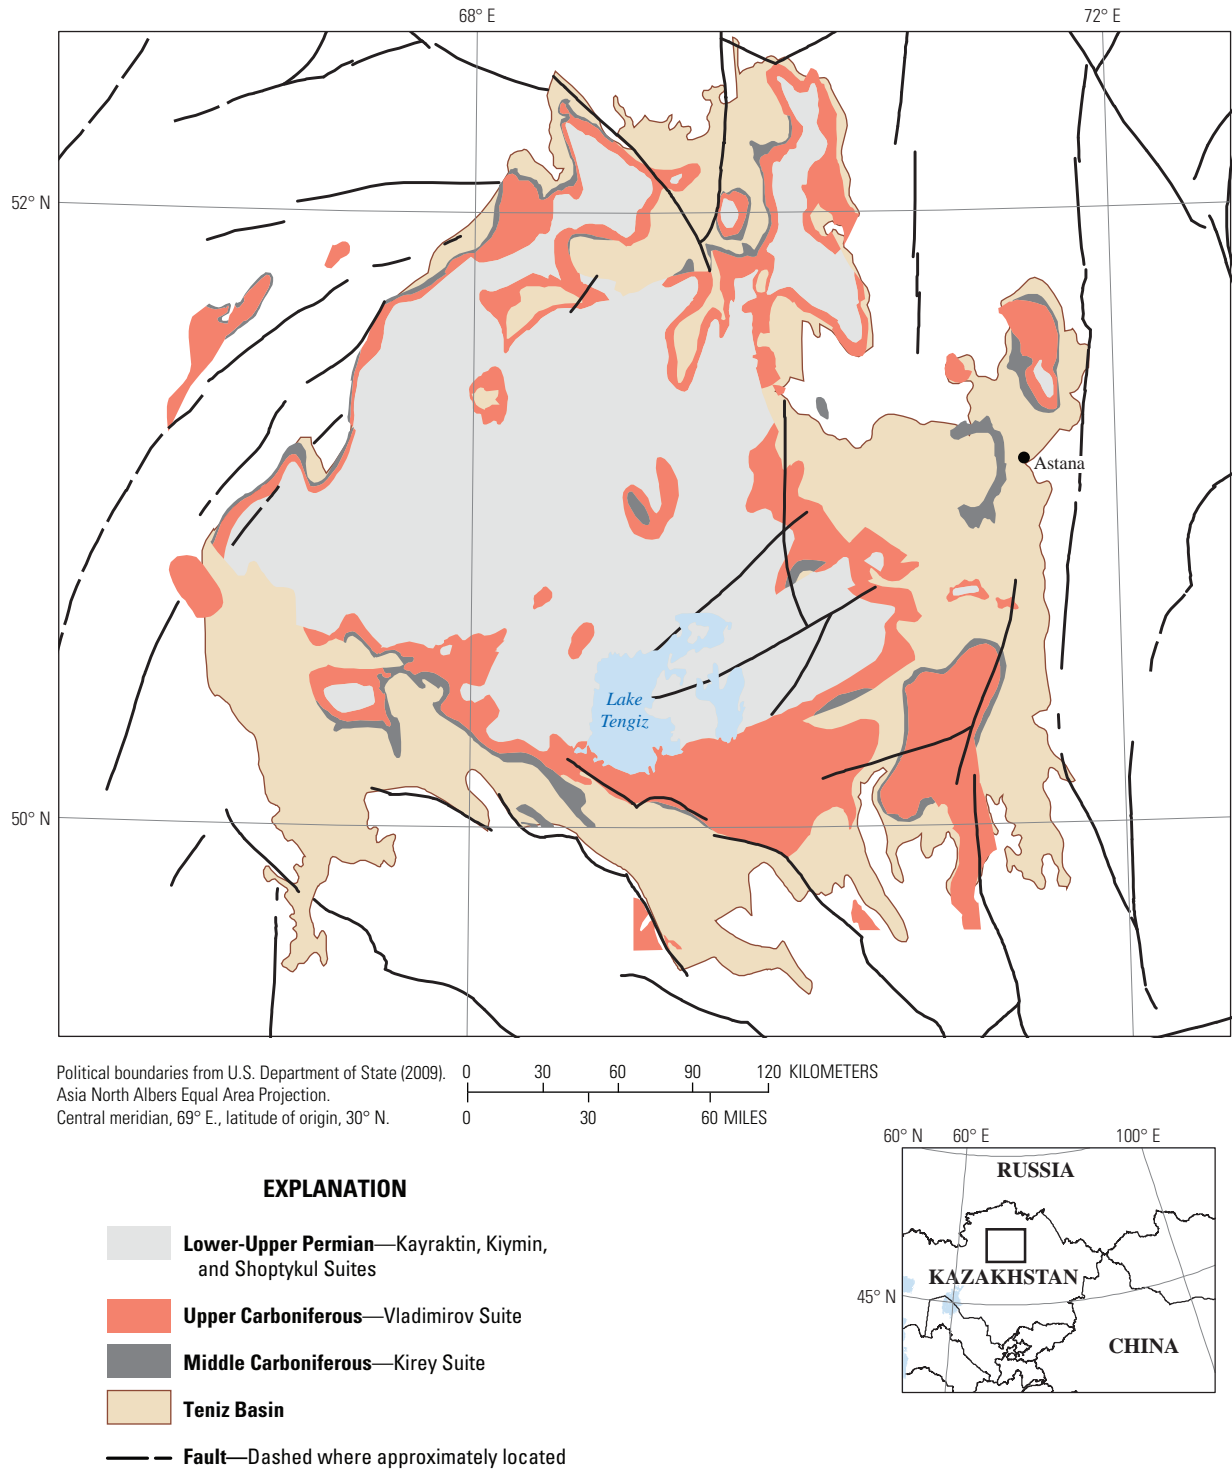 68° E
72° E
52° N
Astana
Lake
Tengiz
50° N
Political boundaries from U.S. Department of State (2009).
Asia North Albers Equal Area Projection.
Central meridian, 69° E., latitude of origin, 30° N.
0 30 60 90 120 KILOMETERS
0 30 60 MILES
60° N 60° E 100° E
RUSSIA
KAZAKHSTAN
45° N
CHINA
EXPLANATION
Lower-Upper Permian—Kayraktin, Kiymin,
and Shoptykul Suites
Upper Carboniferous—Vladimirov Suite
Middle Carboniferous—Kirey Suite
Teniz Basin
Fault—Dashed where approximately located